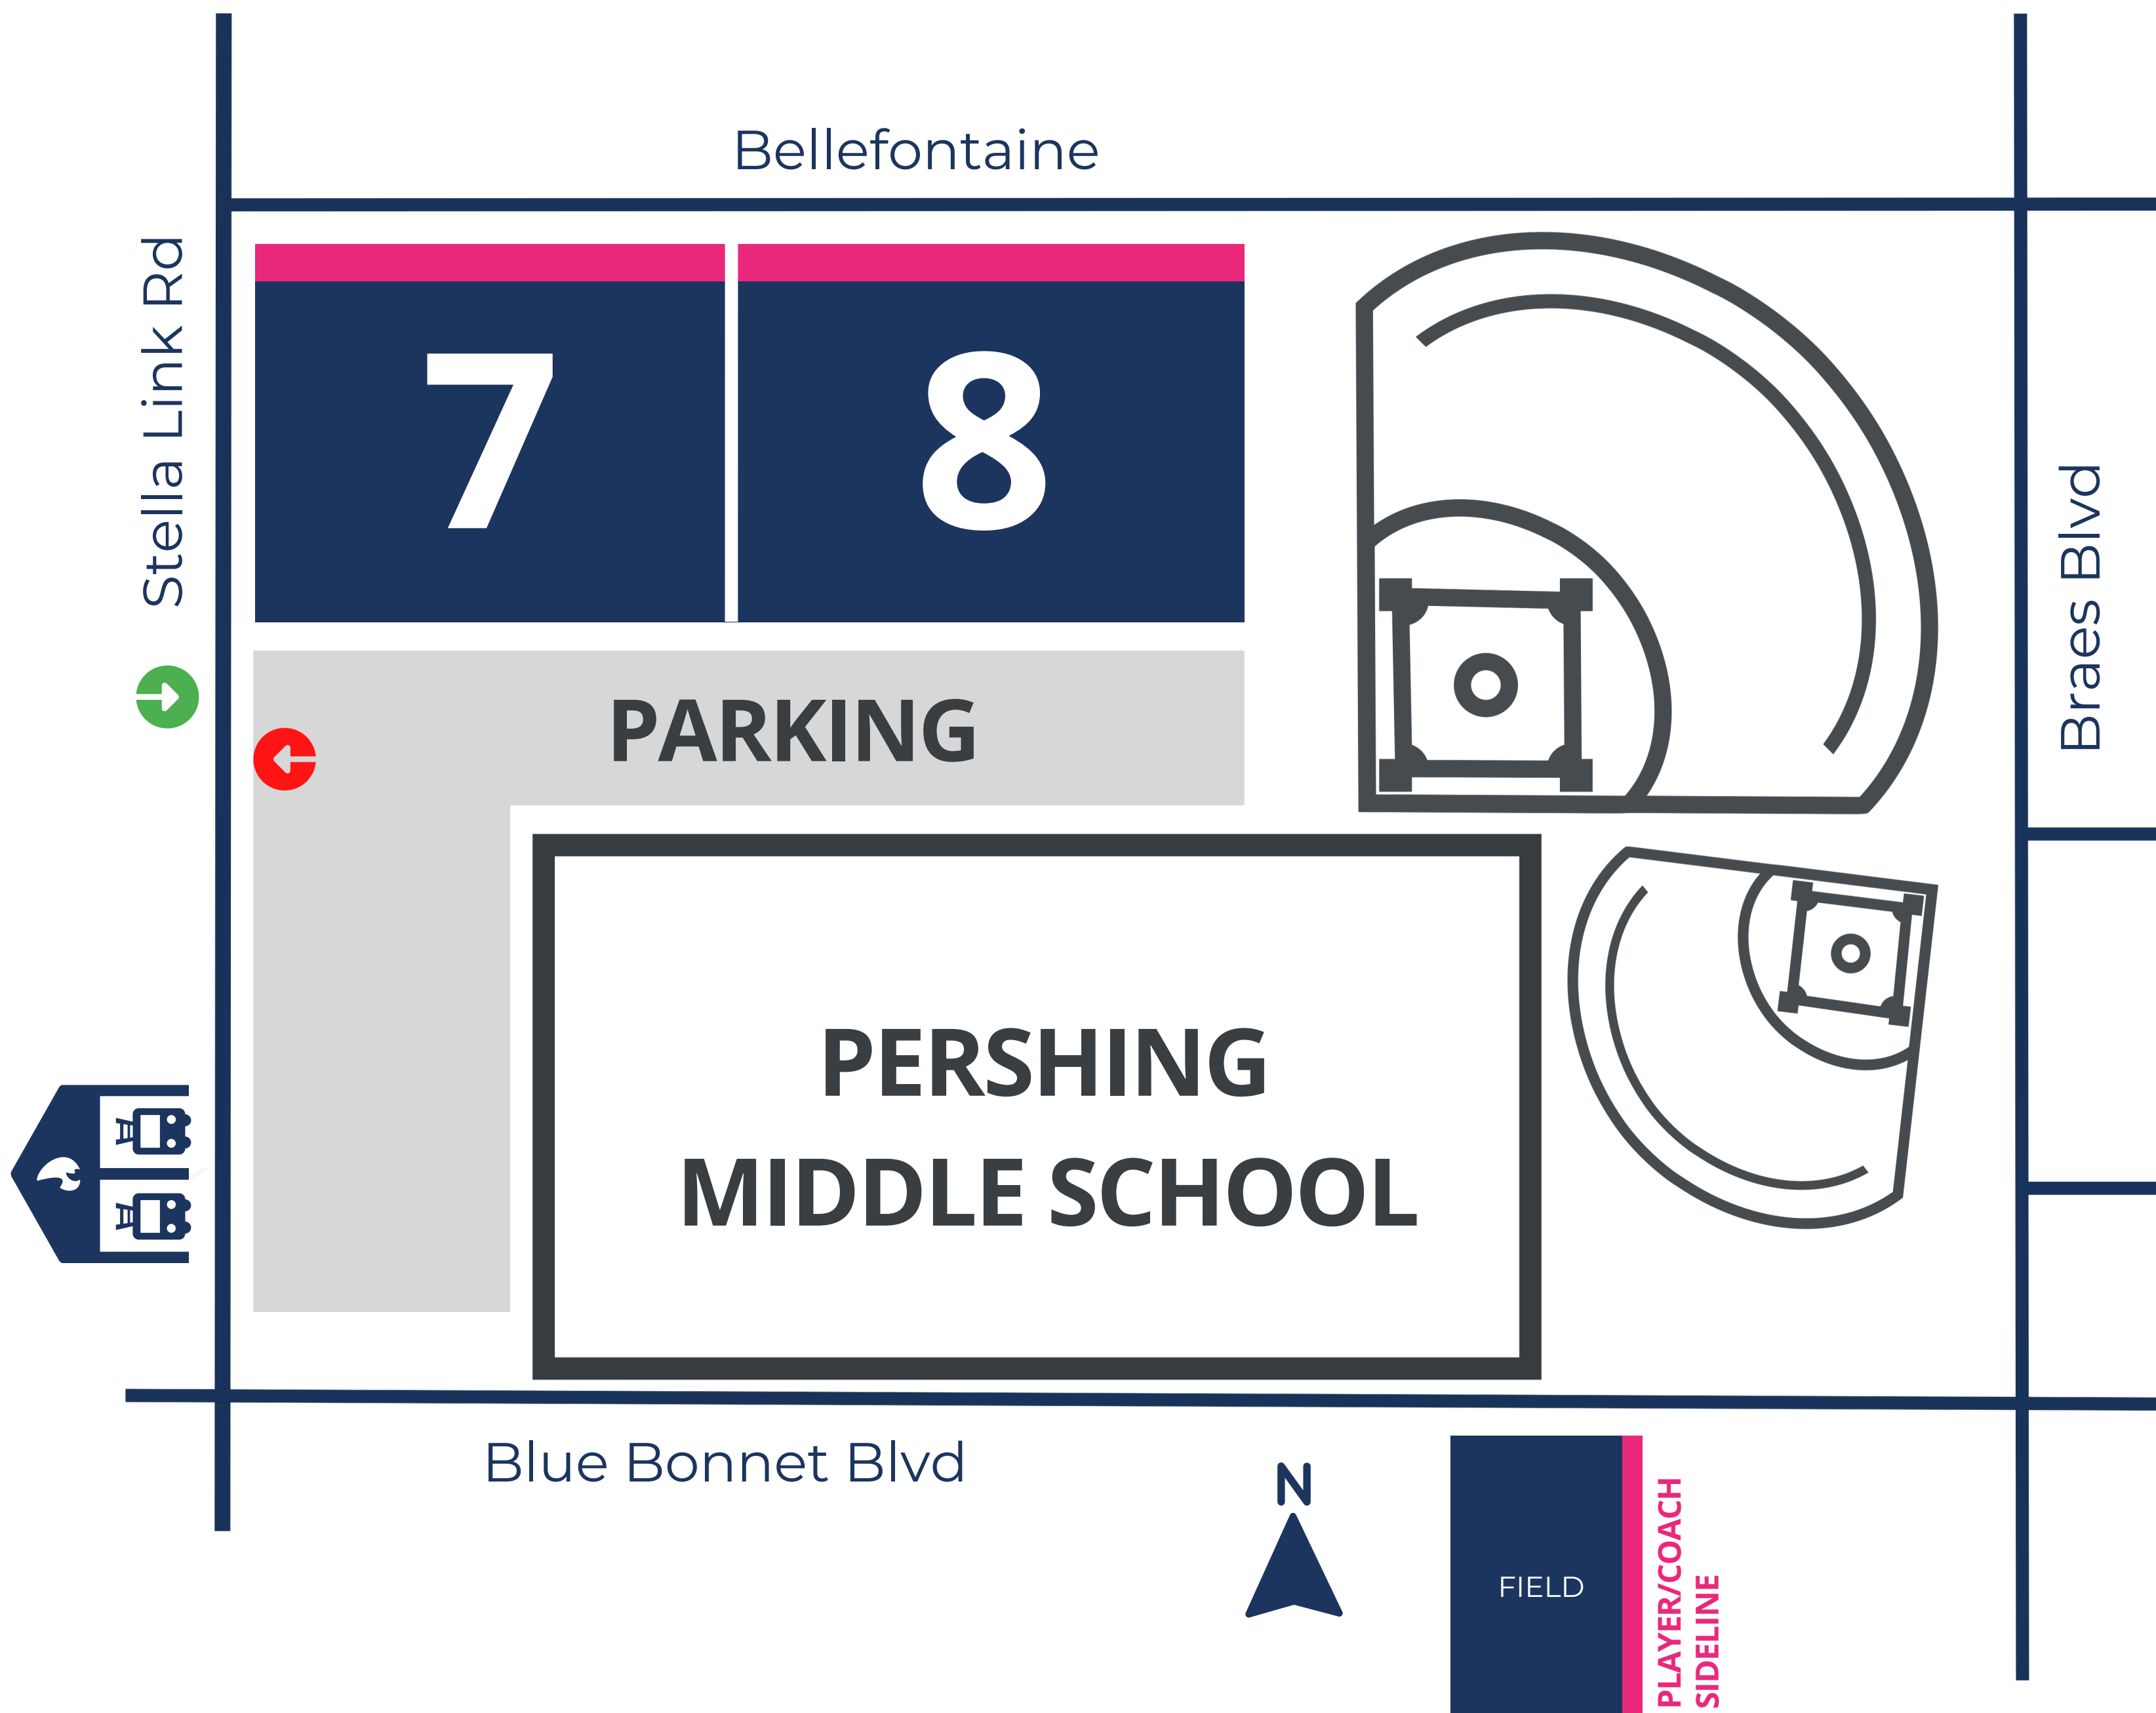 Bellefontaine
Stella Link Rd
7
8
Braes Blvd
PARKING
PERSHING
MIDDLE SCHOOL
Blue Bonnet Blvd
N
FIELD
PLAYER/COACH
SIDELINE